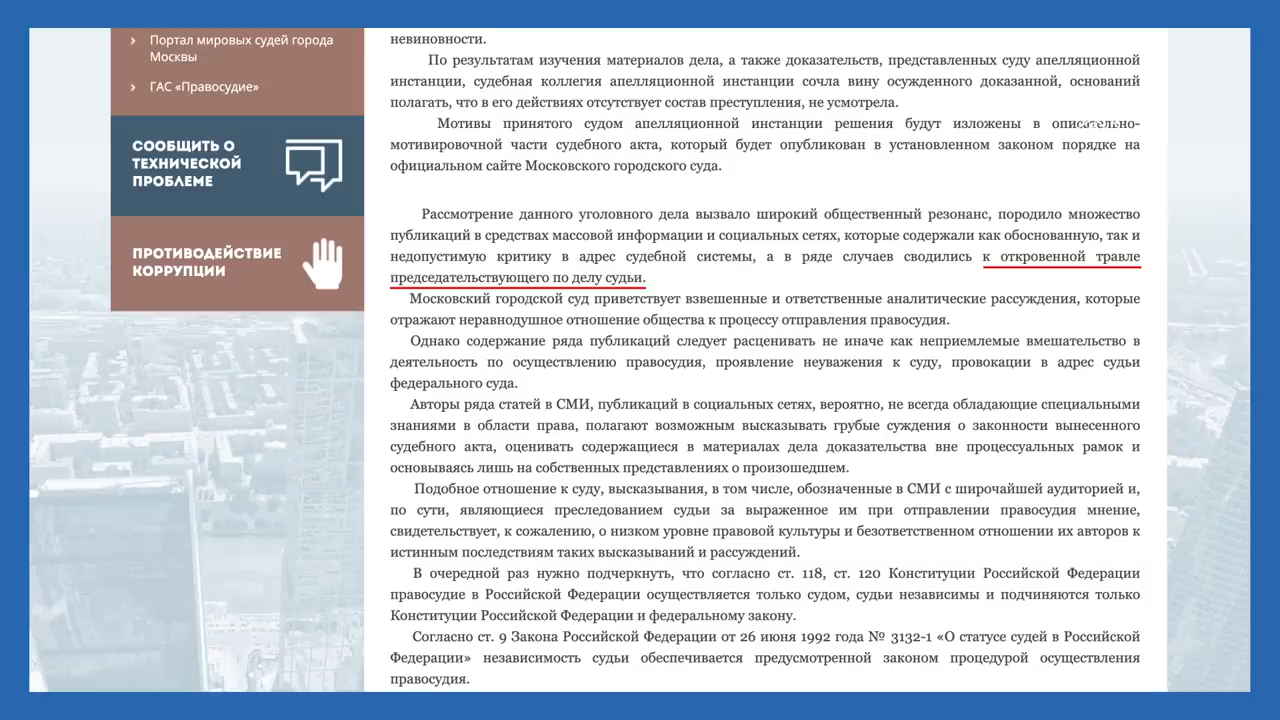 Портал мировых судей города
Москвы
ГАС «Правосудие»
СООБЩИТЬ О
ТЕХНИЧЕСКОЙ
ПРОБЛЕМЕ
ПРОТИВОДЕЙСТВИЕ
КОРРУПЦИИ
невиновности.
По результатам изучения материалов дела, а также доказательств, представленных суду апелляционной
инстанции, судебная коллегия апелляционной инстанции сочла вину осужденного доказанной, оснований
полагать, что в его действиях отсутствует состав преступления, не усмотрела.
Мотивы принятого судом апелляционной инстанции решения будут изложены в описательно-
мотивировочной части судебного акта, который будет опубликован в установленном законом порядке на
официальном сайте Московского городского суда.
Рассмотрение данного уголовного дела вызвало широкий общественный резонанс, породило множество
публикаций в средствах массовой информации и социальных сетях, которые содержали как обоснованную, так и
недопустимую критику в адрес судебной системы, а в ряде случаев сводились к откровенной травле
председательствующего по делу судьи.
Московский городской суд приветствует взвешенные и ответственные аналитические рассуждения, которые
отражают неравнодушное отношение общества к процессу отправления правосудия.
Однако содержание ряда публикаций следует расценивать не иначе как неприемлемые вмешательство в
деятельность по осуществлению правосудия, проявление неуважения к суду, провокации в адрес судьи
федерального суда.
Авторы ряда статей в СМИ, публикаций в социальных сетях, вероятно, не всегда обладающие специальными
знаниями в области права, полагают возможным высказывать грубые суждения о законности вынесенного
судебного акта, оценивать содержащиеся в материалах дела доказательства вне процессуальных рамок и
основываясь лишь на собственных представлениях о произошедшем.
Подобное отношение к суду, высказывания, в том числе, обозначенные в СМИ с широчайшей аудиторией и,
по сути, являющиеся преследованием судьи за выраженное им при отправлении правосудия мнение,
свидетельствует, к сожалению, о низком уровне правовой культуры и безответственном отношении их авторов к
истинным последствиям таких высказываний и рассуждений.
В очередной раз нужно подчеркнуть, что согласно ст. 118, ст. 120 Конституции Российской Федерации
правосудие в Российской Федерации осуществляется только судом, судьи независимы и подчиняются только
Конституции Российской Федерации и федеральному закону.
Согласно ст. 9 Закона Российской Федерации от 26 июня 1992 года № 3132-1 «О статусе судей в Российской
Федерации» независимость судьи обеспечивается предусмотренной законом процедурой осуществления
правосудия.